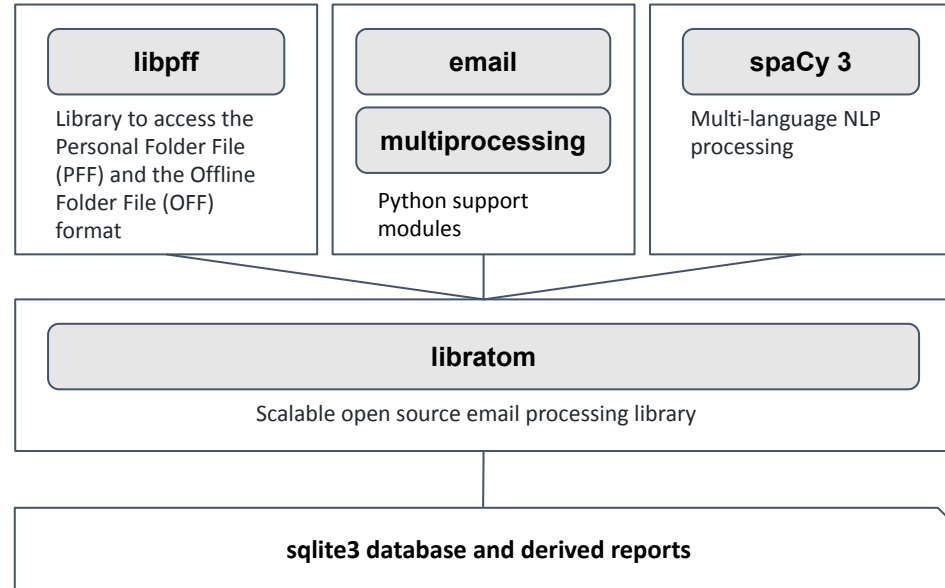 libpff
Library to access the
Personal Folder File
(PFF) and the Offline
Folder File (OFF)
format
email
multiprocessing
Python support
modules
spaCy 3
Multi-language NLP
processing
libratom
Scalable open source email processing library
sqlite3 database and derived reports